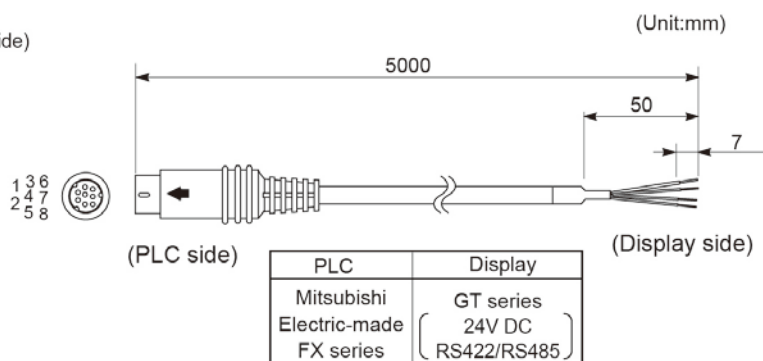 (Unit:mm)
ide)
5000
50
7
1 3 6
4 7
2 5 8
(PLC side)
(Display side)
PLC Display
Mitsubishi GT series
Electric-made 24V DC
FX series RS422/RS485